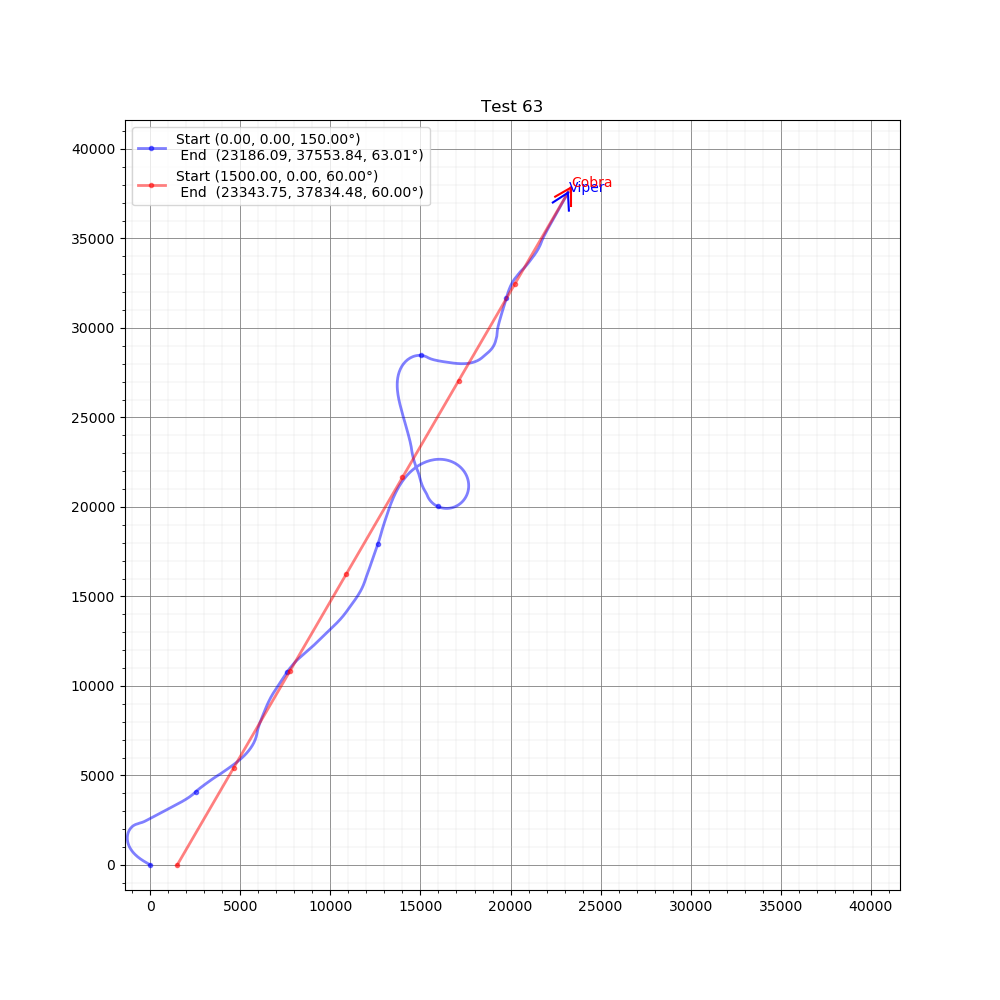 Test 63
Start (0.00, 0.00, 150.00°)
End (23186.09, 37553.84, 63.01°)
Start (1500.00, 0.00, 60.00°)
End (23343.75, 37834.48, 60.00°)
Cobra
Viper
40000
35000
30000
25000
20000
15000
10000
5000
0
0 5000 10000 15000 20000 25000 30000 35000 40000